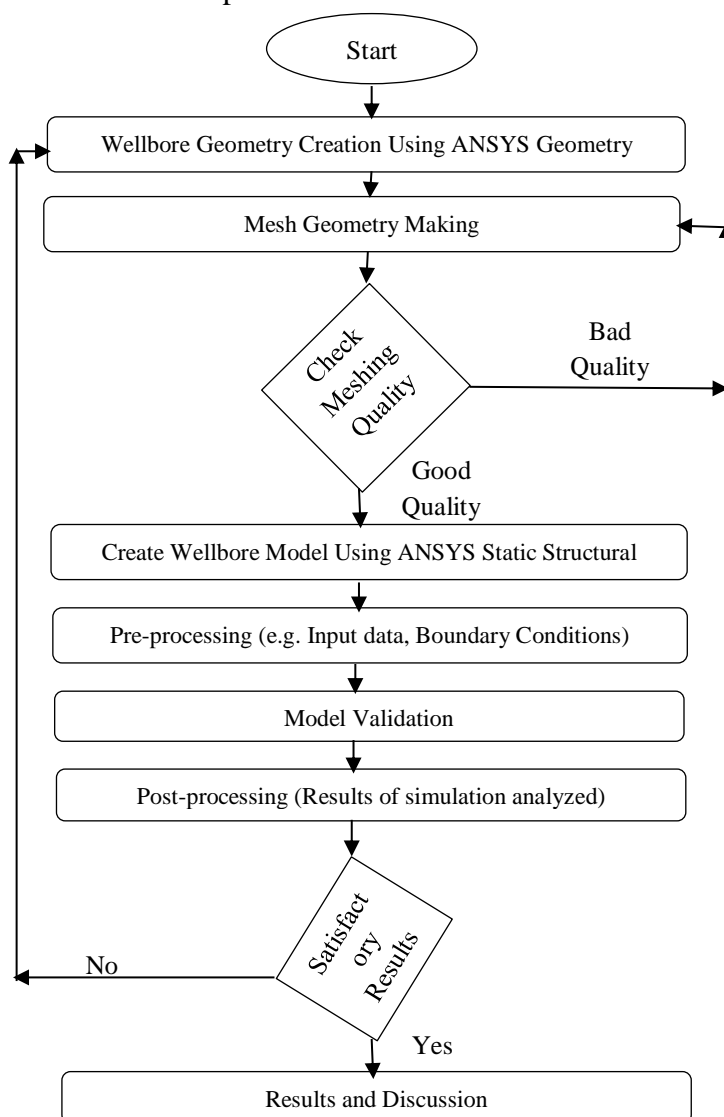 Start
Wellbore Geometry Creation Using ANSYS Geometry
Mesh Geometry Making
Check
Meshing
Quality
Bad
Quality
Good
Quality
Create Wellbore Model Using ANSYS Static Structural
Pre-processing (e.g. Input data, Boundary Conditions)
Model Validation
Post-processing (Results of simulation analyzed)
Satisfact
ory
Results
No
Yes
Results and Discussion